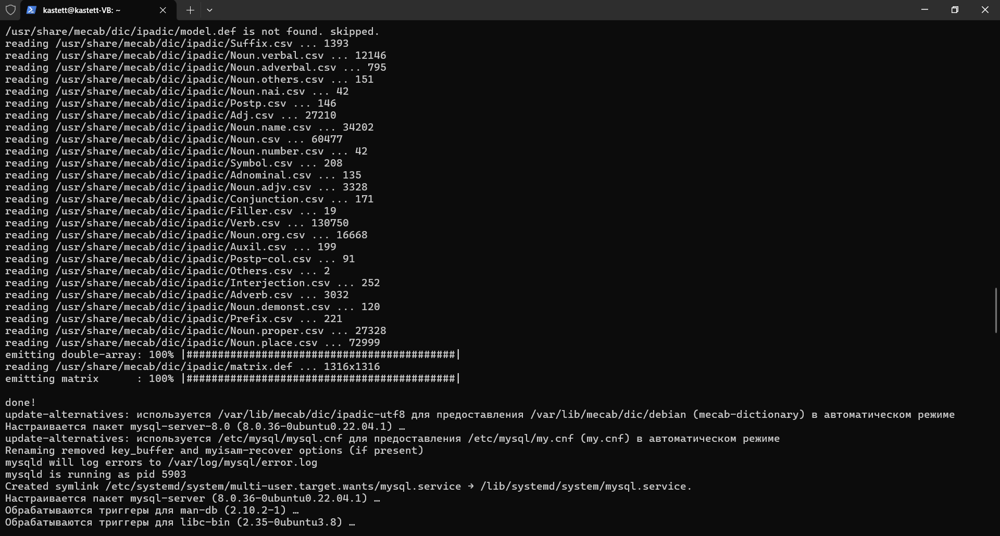 kastett@kastett-VB: ~
/usr/share/mecab/dic/ipadic/model.def is not found. skipped.
reading /usr/share/mecab/dic/ipadic/Suffix.csv ... 1393
reading /usr/share/mecab/dic/ipadic/Noun.verbal.csv ... 12146
reading /usr/share/mecab/dic/ipadic/Noun.adverbal.csv ... 795
reading /usr/share/mecab/dic/ipadic/Noun.others.csv ... 151
reading /usr/share/mecab/dic/ipadic/Noun.nai.csv ... 42
reading /usr/share/mecab/dic/ipadic/Postp.csv ... 146
reading /usr/share/mecab/dic/ipadic/Adj.csv ... 27210
reading /usr/share/mecab/dic/ipadic/Noun.name.csv ... 34202
reading /usr/share/mecab/dic/ipadic/Noun.csv ... 60477
reading /usr/share/mecab/dic/ipadic/Noun.number.csv ... 42
reading /usr/share/mecab/dic/ipadic/Symbol.csv ... 208
reading /usr/share/mecab/dic/ipadic/Adnominal.csv ... 135
reading /usr/share/mecab/dic/ipadic/Noun.adjv.csv ... 3328
reading /usr/share/mecab/dic/ipadic/Conjunction.csv ... 171
reading /usr/share/mecab/dic/ipadic/Filler.csv ... 19
reading /usr/share/mecab/dic/ipadic/Verb.csv ... 130750
reading /usr/share/mecab/dic/ipadic/Noun.org.csv ... 16668
reading /usr/share/mecab/dic/ipadic/Auxil.csv ... 199
reading /usr/share/mecab/dic/ipadic/Postp-col.csv ... 91
reading /usr/share/mecab/dic/ipadic/Others.csv ... 2
reading /usr/share/mecab/dic/ipadic/Interjection.csv ... 252
reading /usr/share/mecab/dic/ipadic/Adverb.csv ... 3032
reading /usr/share/mecab/dic/ipadic/Noun.demonst.csv ... 120
reading /usr/share/mecab/dic/ipadic/Prefix.csv ... 221
reading /usr/share/mecab/dic/ipadic/Noun.proper.csv ... 27328
reading /usr/share/mecab/dic/ipadic/Noun.place.csv ... 72999
emitting double-array: 100% |###########################################|
reading /usr/share/mecab/dic/ipadic/matrix.def ... 1316x1316
emitting matrix      : 100% |###########################################|
done!
update-alternatives: используется /var/lib/mecab/dic/ipadic-utf8 для предоставления /var/lib/mecab/dic/debian (mecab-dictionary) в автоматическом режиме
Настраивается пакет mysql-server-8.0 (8.0.36-0ubuntu0.22.04.1) …
update-alternatives: используется /etc/mysql/mysql.cnf для предоставления /etc/mysql/my.cnf (my.cnf) в автоматическом режиме
Renaming removed key_buffer and myisam-recover options (if present)
mysqld will log errors to /var/log/mysql/error.log
mysqld is running as pid 5903
Created symlink /etc/systemd/system/multi-user.target.wants/mysql.service → /lib/systemd/system/mysql.service.
Настраивается пакет mysql-server (8.0.36-0ubuntu0.22.04.1) …
Обрабатываются триггеры для man-db (2.10.2-1) …
Обрабатываются триггеры для libc-bin (2.35-0ubuntu3.8) …